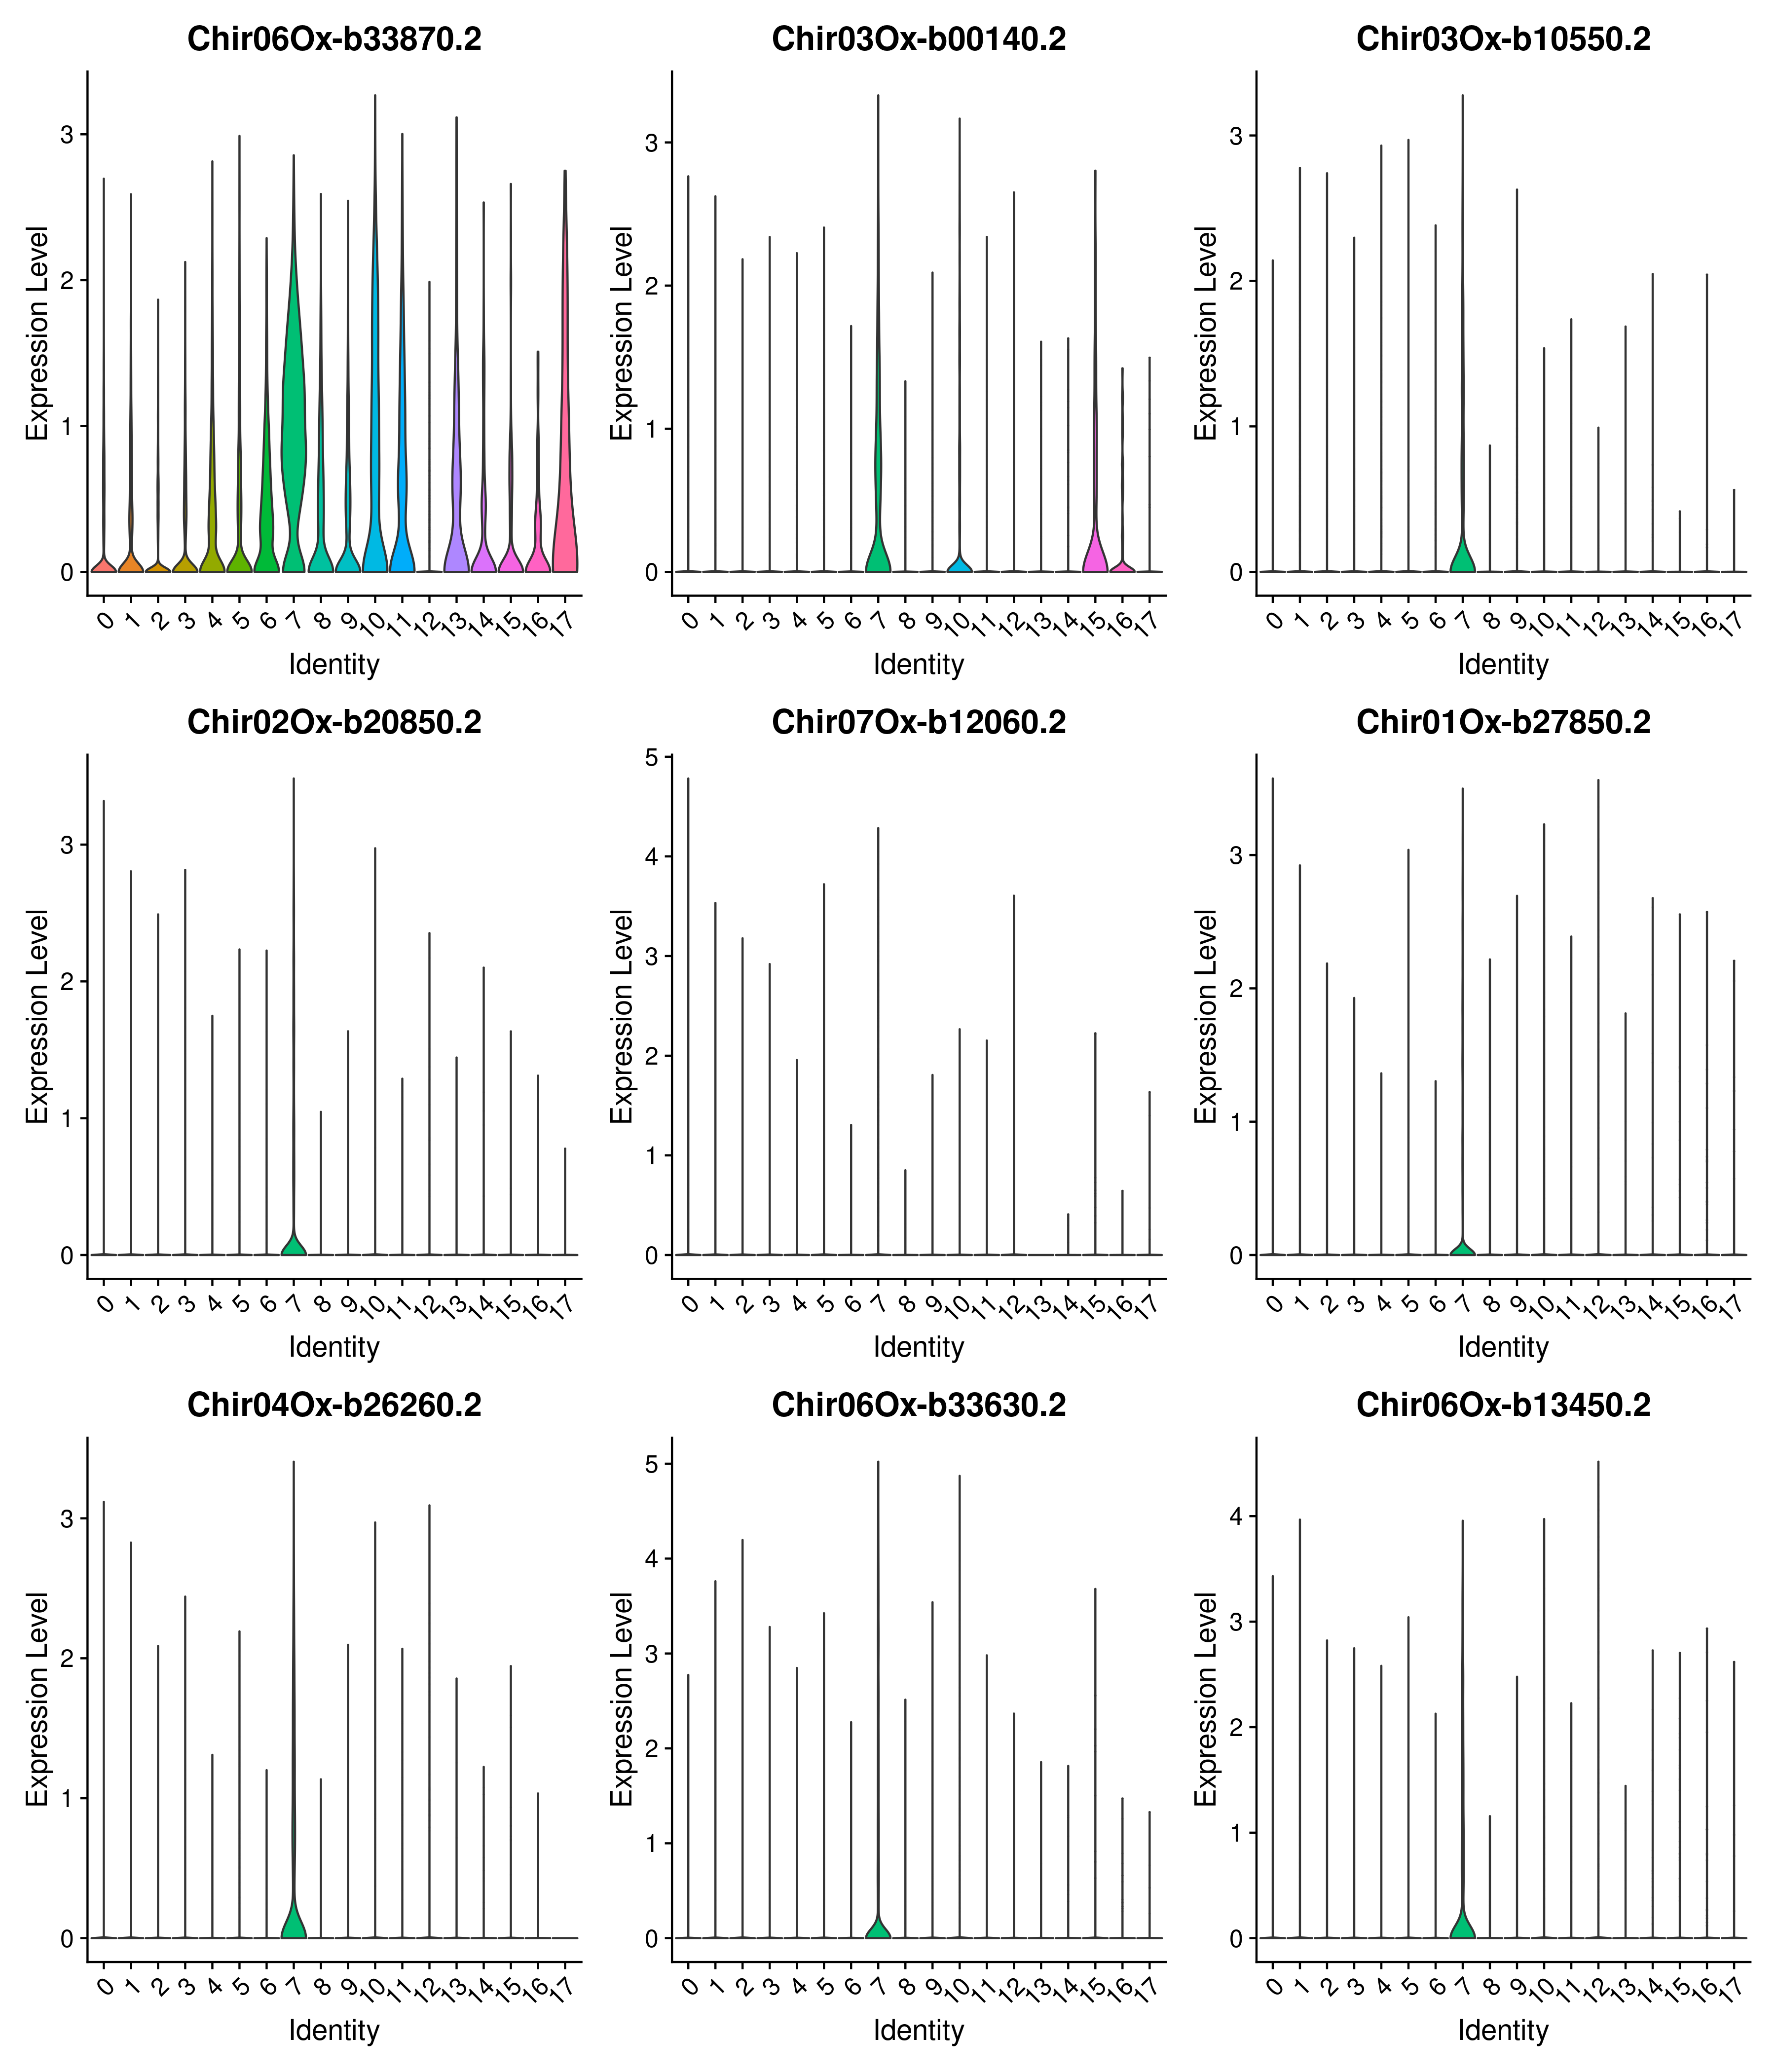 Chir06Ox-b33870.2 Chir03Ox-b00140.2 Chir03Ox-b10550.2
Expression Level Expression Level Expression Level
3 3 3
2 2 2
1 1 1
0 0 0
0 1 2 3 4 5 6 7 8 9 10 11 12 13 14 15 16 17 0 1 2 3 4 5 6 7 8 9 10 11 12 13 14 15 16 17 0 1 2 3 4 5 6 7 8 9 10 11 12 13 14 15 16 17
Identity Identity Identity
Chir02Ox-b20850.2 Chir07Ox-b12060.2 Chir01Ox-b27850.2
Expression Level Expression Level Expression Level
5
4
3 3 3
2 2 2
1 1 1
0 0 0
0 1 2 3 4 5 6 7 8 9 10 11 12 13 14 15 16 17 0 1 2 3 4 5 6 7 8 9 10 11 12 13 14 15 16 17 0 1 2 3 4 5 6 7 8 9 10 11 12 13 14 15 16 17
Identity Identity Identity
Chir04Ox-b26260.2 Chir06Ox-b33630.2 Chir06Ox-b13450.2
Expression Level Expression Level Expression Level
5
4 4
3 3 3
2 2 2
1 1 1
0 0 0
0 1 2 3 4 5 6 7 8 9 10 11 12 13 14 15 16 17 0 1 2 3 4 5 6 7 8 9 10 11 12 13 14 15 16 17 0 1 2 3 4 5 6 7 8 9 10 11 12 13 14 15 16 17
Identity Identity Identity